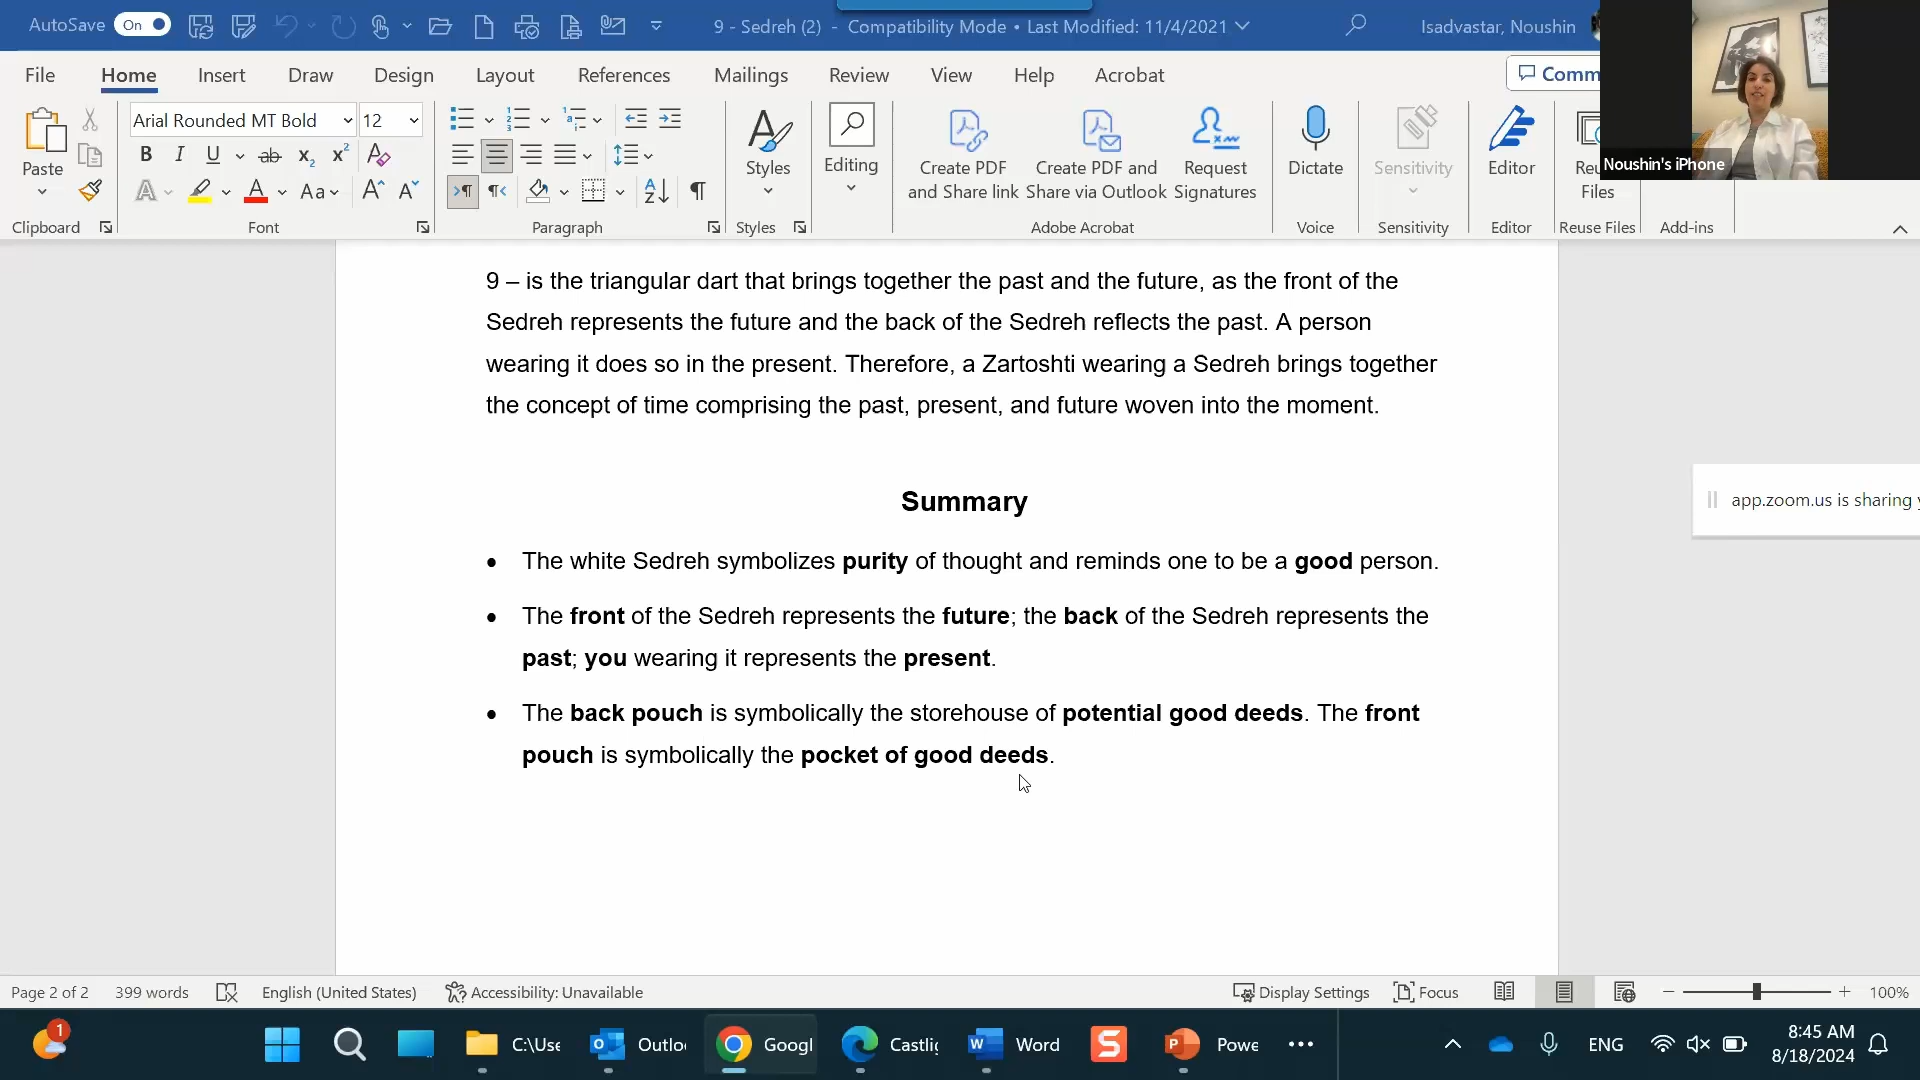 AutoSave On 9 - Sedreh (2) - Compatibility Mode • Last Modified: 11/4/2021 Isadvastar, Noushin
File Home Insert Draw Design Layout References Mailings Review View Help Acrobat Comm
Arial Rounded MT Bold 12
Paste
Styles
Editing
Create PDF and Share link
Create PDF and Share via Outlook
Request Signatures
Dictate
Sensitivity
Editor
Files
Noushin's iPhone
Clipboard Font Paragraph Styles Adobe Acrobat Voice Sensitivity Editor Reuse Files Add-ins
9 – is the triangular dart that brings together the past and the future, as the front of the
Sedreh represents the future and the back of the Sedreh reflects the past. A person
wearing it does so in the present. Therefore, a Zartoshti wearing a Sedreh brings together
the concept of time comprising the past, present, and future woven into the moment.
app.zoom.us is sharing
Summary
• The white Sedreh symbolizes purity of thought and reminds one to be a good person.
• The front of the Sedreh represents the future; the back of the Sedreh represents the
past; you wearing it represents the present.
• The back pouch is symbolically the storehouse of potential good deeds. The front
pouch is symbolically the pocket of good deeds.
Page 2 of 2 399 words English (United States) Accessibility: Unavailable Display Settings Focus 100%
1 C:\Use Outlo Googl Castlig Word Powe ENG 8:45 AM
8/18/2024